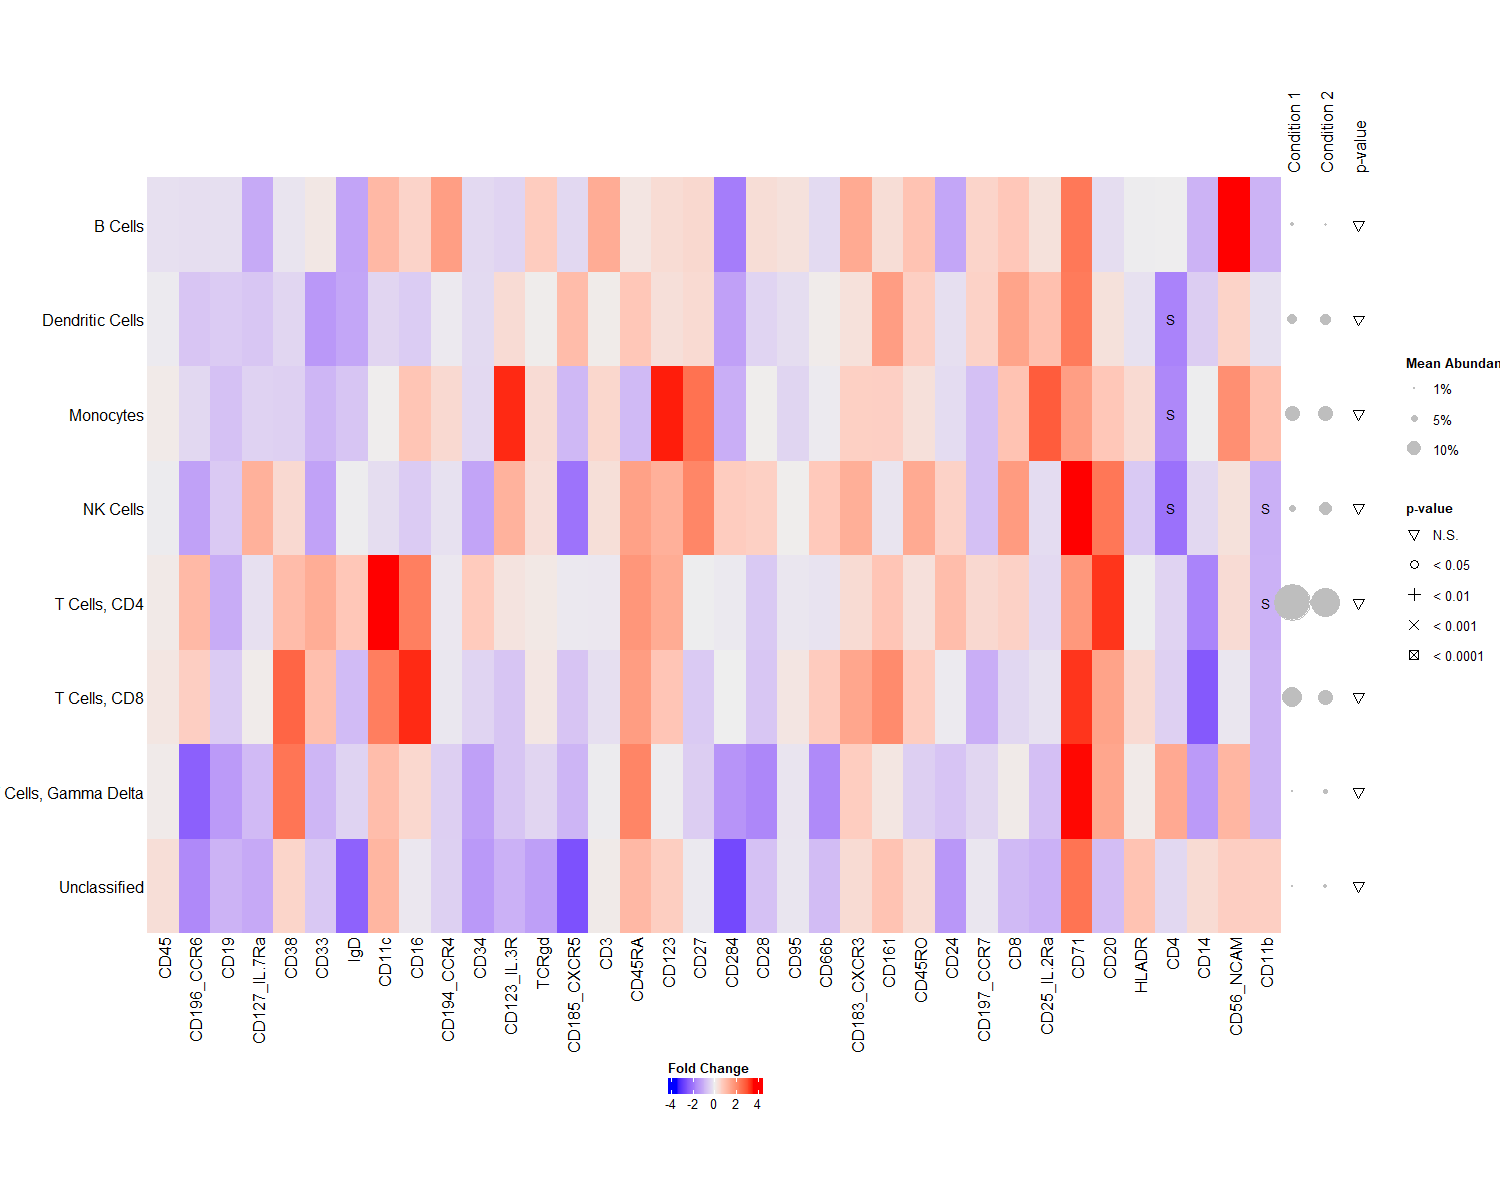 Condition 1
Condition 2
p-value
B Cells
Dendritic Cells
S
Monocytes
S
NK Cells
S
S
T Cells, CD4
S
T Cells, CD8
Cells, Gamma Delta
Unclassified
CD45
CD196_CCR6
CD19
CD127_IL.7Ra
CD38
CD33
IgD
CD11c
CD16
CD194_CCR4
CD34
CD123_IL.3R
TCRgd
CD185_CXCR5
CD3
CD45RA
CD123
CD27
CD284
CD28
CD95
CD66b
CD183_CXCR3
CD161
CD45RO
CD24
CD197_CCR7
CD8
CD25_IL.2Ra
CD71
CD20
HLADR
CD4
CD14
CD56_NCAM
CD11b
Mean Abundan
1%
5%
10%
p-value
N.S.
< 0.05
< 0.01
< 0.001
< 0.0001
Fold Change
-4 -2 0 2 4